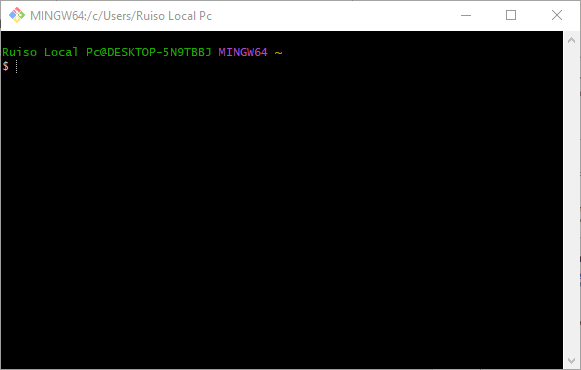 MINGW64:/c/Users/Ruiso Local Pc
Ruiso Local Pc@DESKTOP-5N9TBBJ MINGW64 ~
$